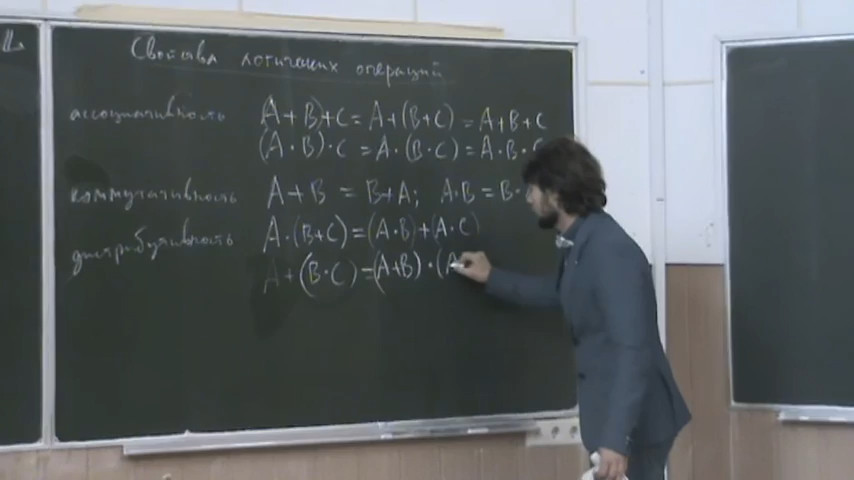 Свойства логических операций
ассоциативность (A+B)+C=A+(B+C)=A+B+C
(A·B)·C=A·(B·C)=A·B·C
коммутативность A+B=B+A; A·B=B·
дистрибутивность A·(B+C)=(A·B)+(A·C)
A+(B·C)=(A+B)·(A